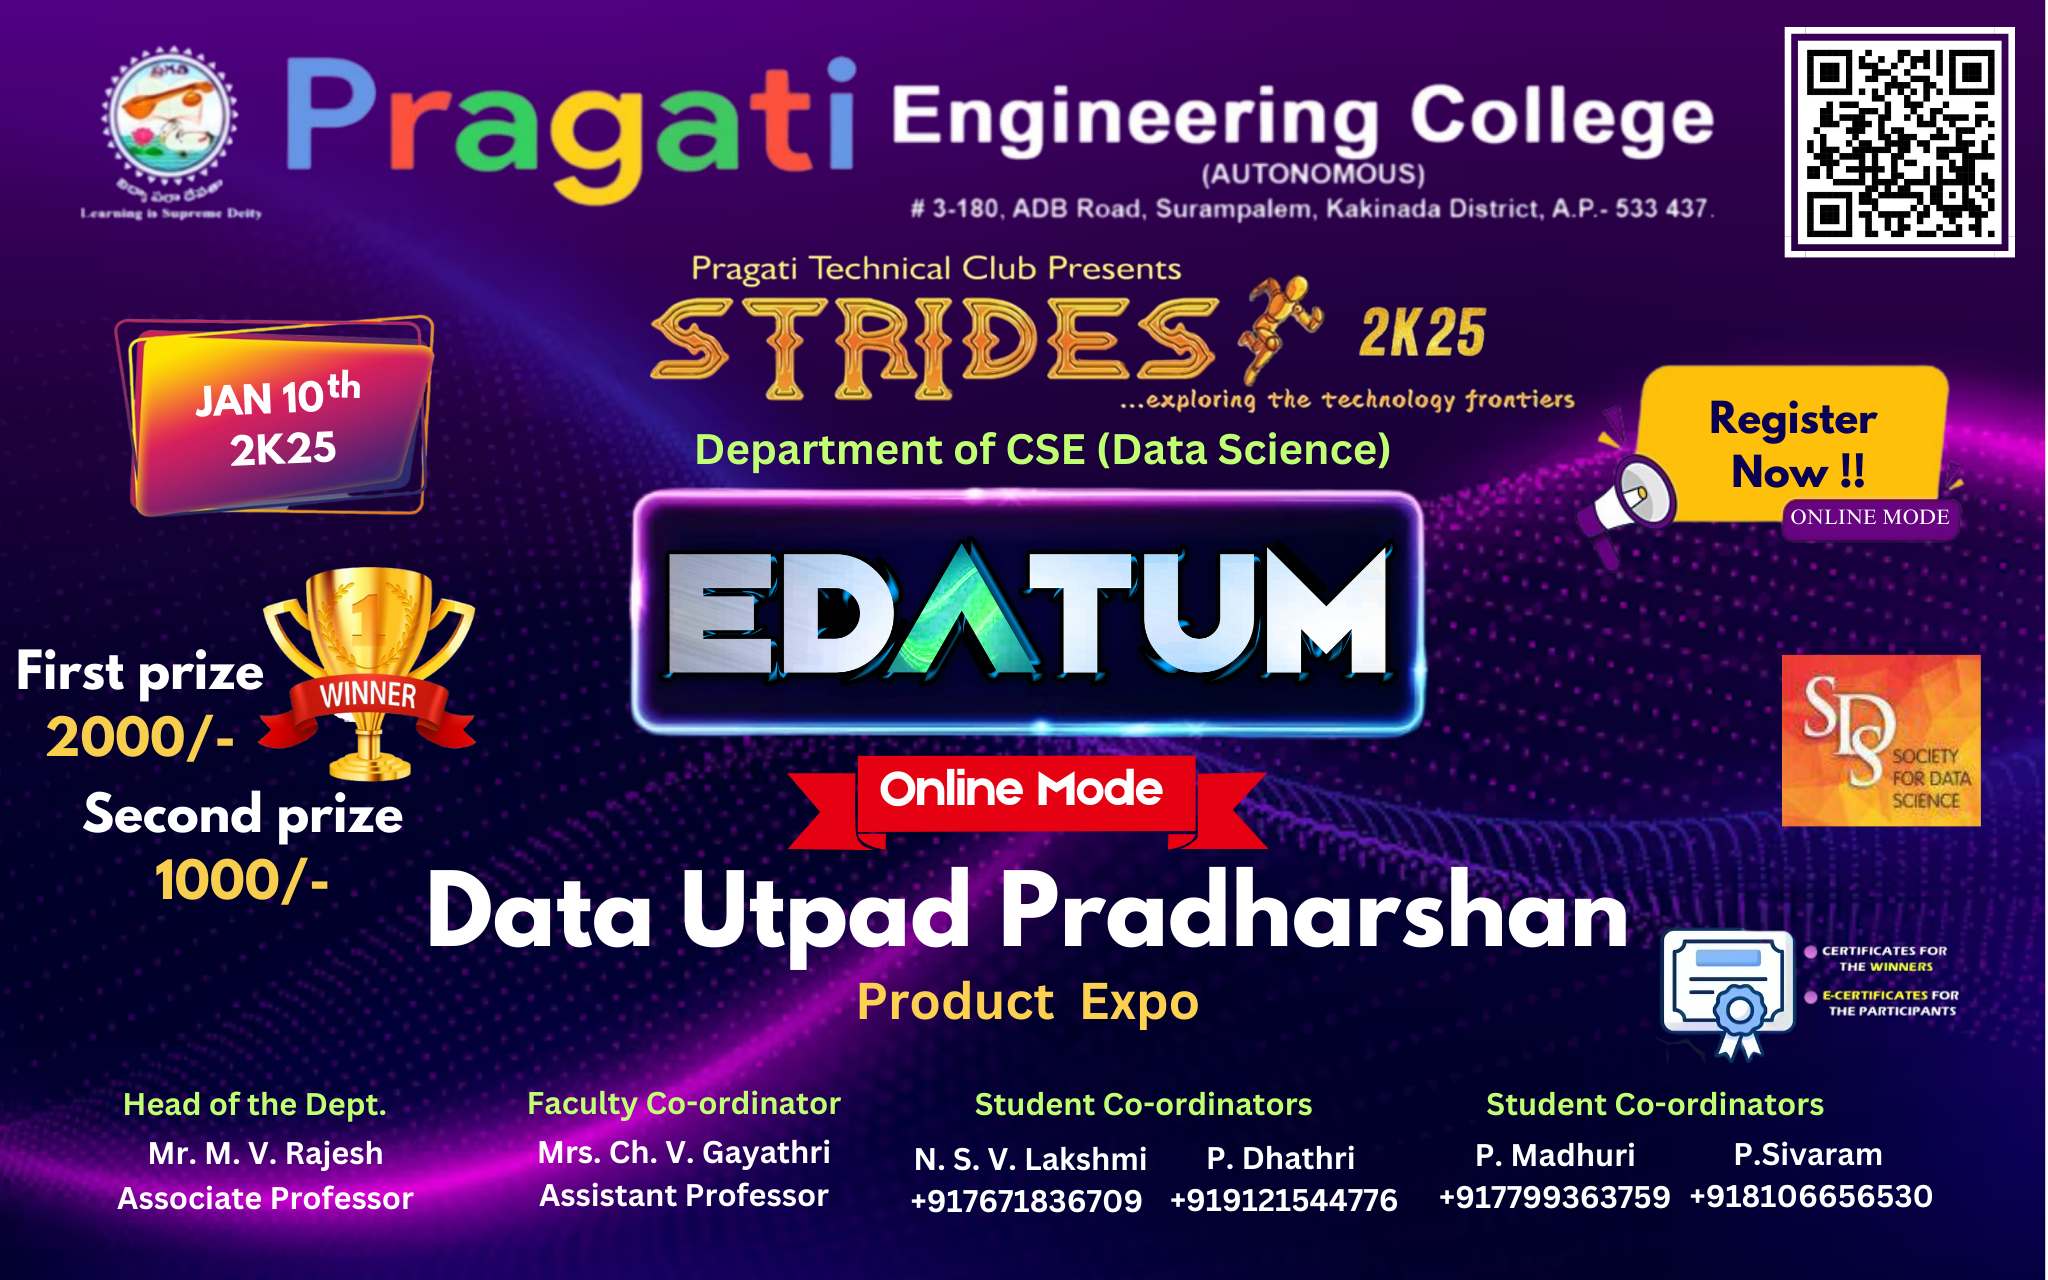 Pragati Engineering College
(AUTONOMOUS)
# 3-180, ADB Road, Surampalem, Kakinada District, A.P.- 533 437.
Learning is Supreme Deity
Pragati Technical Club Presents
STRIDES 2K25
...exploring the technology frontiers
Department of CSE (Data Science)
JAN 10th
2K25
Register
Now !!
ONLINE MODE
EDATUM
First prize
2000/-
1
WINNER
Second prize
1000/-
SDS
SOCIETY
FOR DATA
SCIENCE
Online Mode
Data Utpad Pradharshan
Product Expo
CERTIFICATES FOR
THE WINNERS
E-CERTIFICATES FOR
THE PARTICIPANTS
Head of the Dept.
Mr. M. V. Rajesh
Associate Professor
Faculty Co-ordinator
Mrs. Ch. V. Gayathri
Assistant Professor
Student Co-ordinators
N. S. V. Lakshmi
+917671836709
P. Dhathri
+919121544776
Student Co-ordinators
P. Madhuri
+917799363759
P.Sivaram
+918106656530